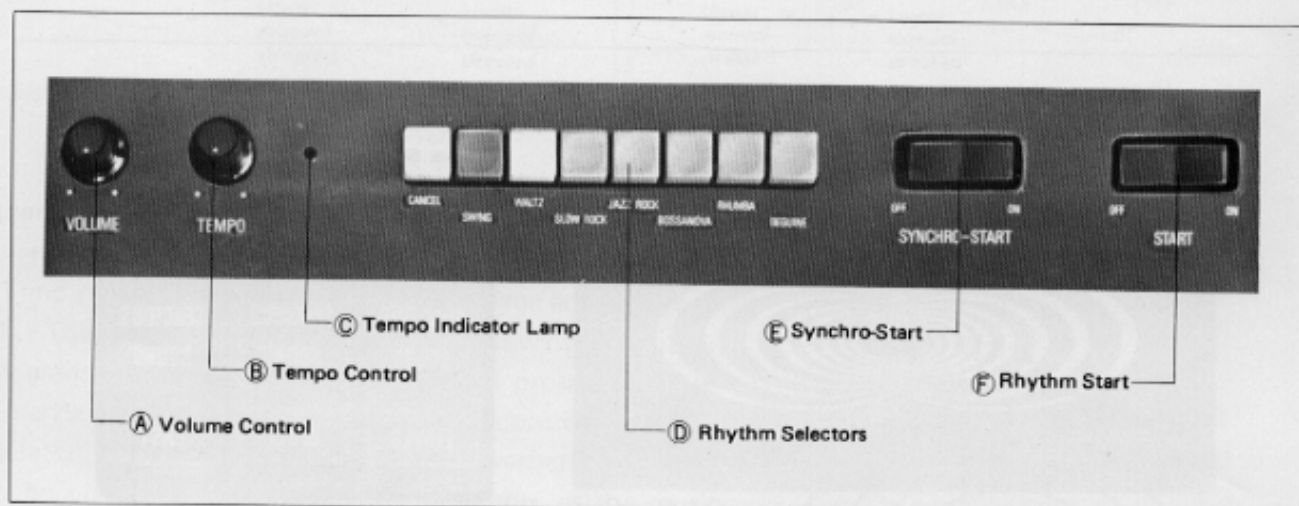 VOLUME
TEMPO
CANCEL
SWING
WALTZ
SLOW ROCK
JAZZ ROCK
BOSSANOVA
RHUMBA
BEGUINE
OFF ON
SYNCHRO-START
OFF ON
START
Ⓒ Tempo Indicator Lamp
Ⓔ Synchro-Start
Ⓑ Tempo Control
Ⓕ Rhythm Start
Ⓐ Volume Control
Ⓓ Rhythm Selectors